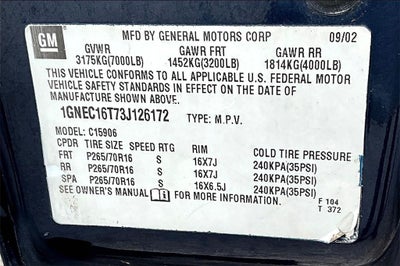 GM
MFD BY GENERAL MOTORS CORP 09/02
GVWR GAWR FRT GAWR RR
3175KG(7000LB) 1452KG(3200LB) 1814KG(4000LB)
THIS VEHICLE CONFORMS TO ALL APPLICABLE U.S. FEDERAL MOTOR
VEHICLE SAFETY STANDARDS IN EFFECT ON THE DATE OF
MANUFACTURE SHOWN ABOVE.
1GNEC16T73J126172 TYPE: M.P.V.
MODEL: C15906
CPDR TIRE SIZE SPEED RTG RIM COLD TIRE PRESSURE
FRT P265/70R16 S 16X7J 240KPA(35PSI)
RR P265/70R16 S 16X7J 240KPA(35PSI)
SPA P265/70R16 S 16X6.5J 240KPA(35PSI)
SEE OWNER'S MANUAL FOR MORE INFORMATION. F 104
T 372